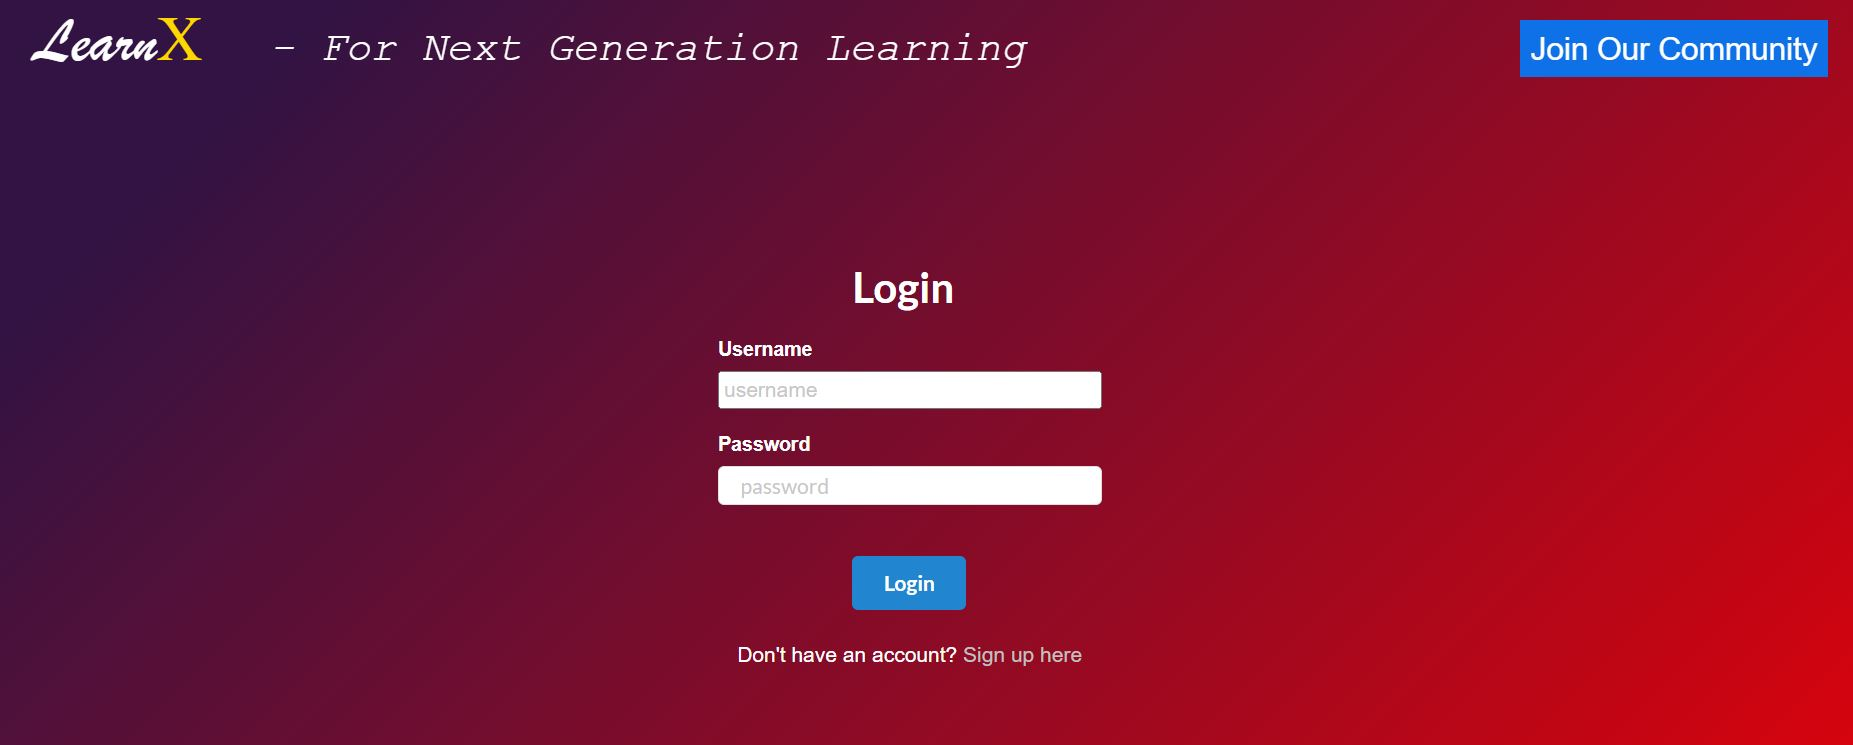 LearnX - For Next Generation Learning
Join Our Community
Login
Username
username
Password
password
Login
Don't have an account? Sign up here